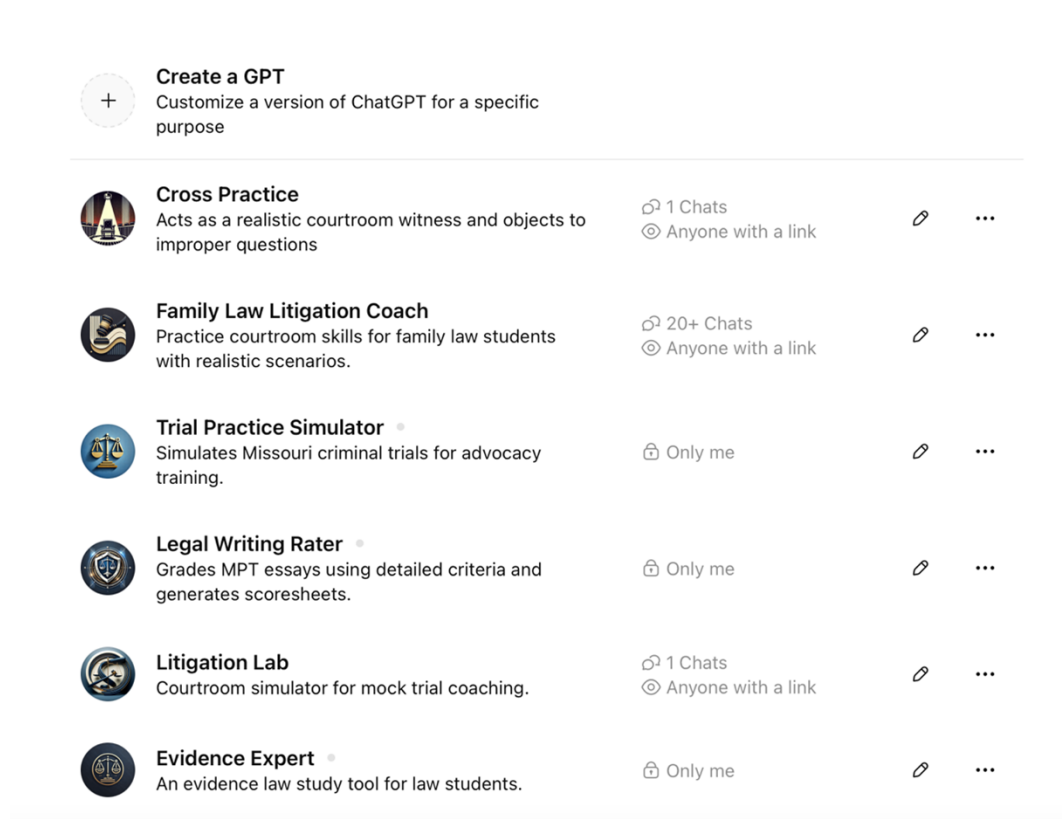 Create a GPT
Customize a version of ChatGPT for a specific
purpose
Cross Practice
Acts as a realistic courtroom witness and objects to
improper questions
1 Chats
Anyone with a link
Family Law Litigation Coach
Practice courtroom skills for family law students
with realistic scenarios.
20+ Chats
Anyone with a link
Trial Practice Simulator
Simulates Missouri criminal trials for advocacy
training.
Only me
Legal Writing Rater
Grades MPT essays using detailed criteria and
generates scoresheets.
Only me
Litigation Lab
Courtroom simulator for mock trial coaching.
1 Chats
Anyone with a link
Evidence Expert
An evidence law study tool for law students.
Only me